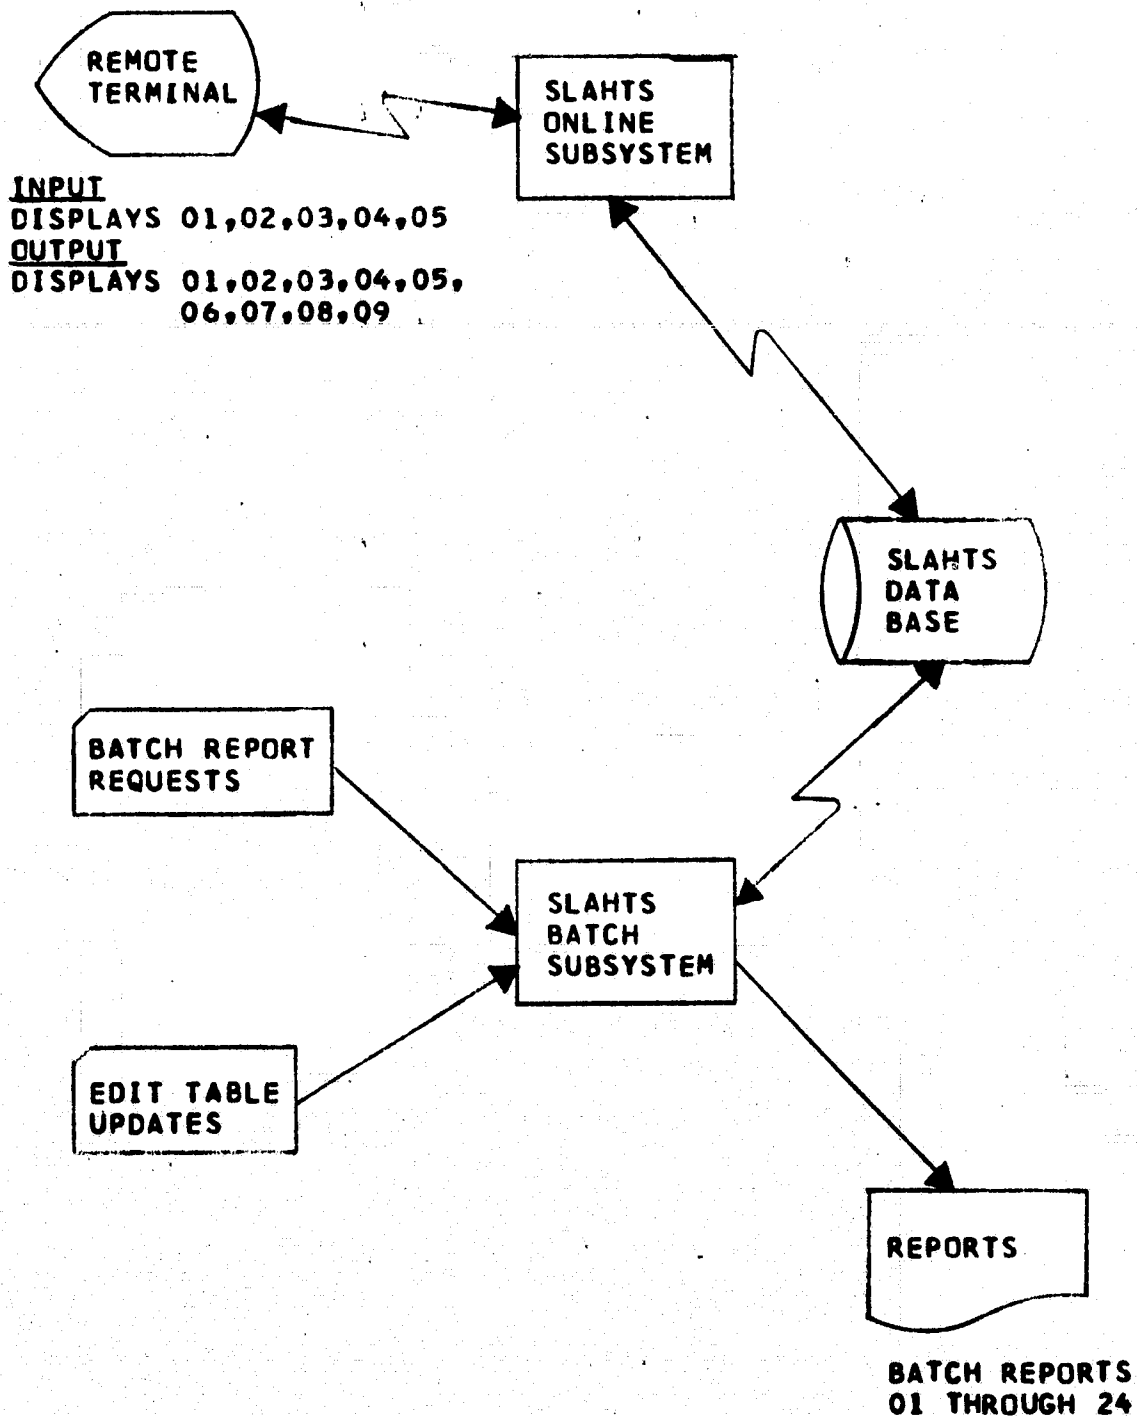 REMOTE
TERMINAL
SLAHTS
ONLINE
SUBSYSTEM
INPUT
DISPLAYS 01,02,03,04,05
OUTPUT
DISPLAYS 01,02,03,04,05,
06,07,08,09
SLAHTS
DATA
BASE
BATCH REPORT
REQUESTS
SLAHTS
BATCH
SUBSYSTEM
EDIT TABLE
UPDATES
REPORTS
BATCH REPORTS
01 THROUGH 24